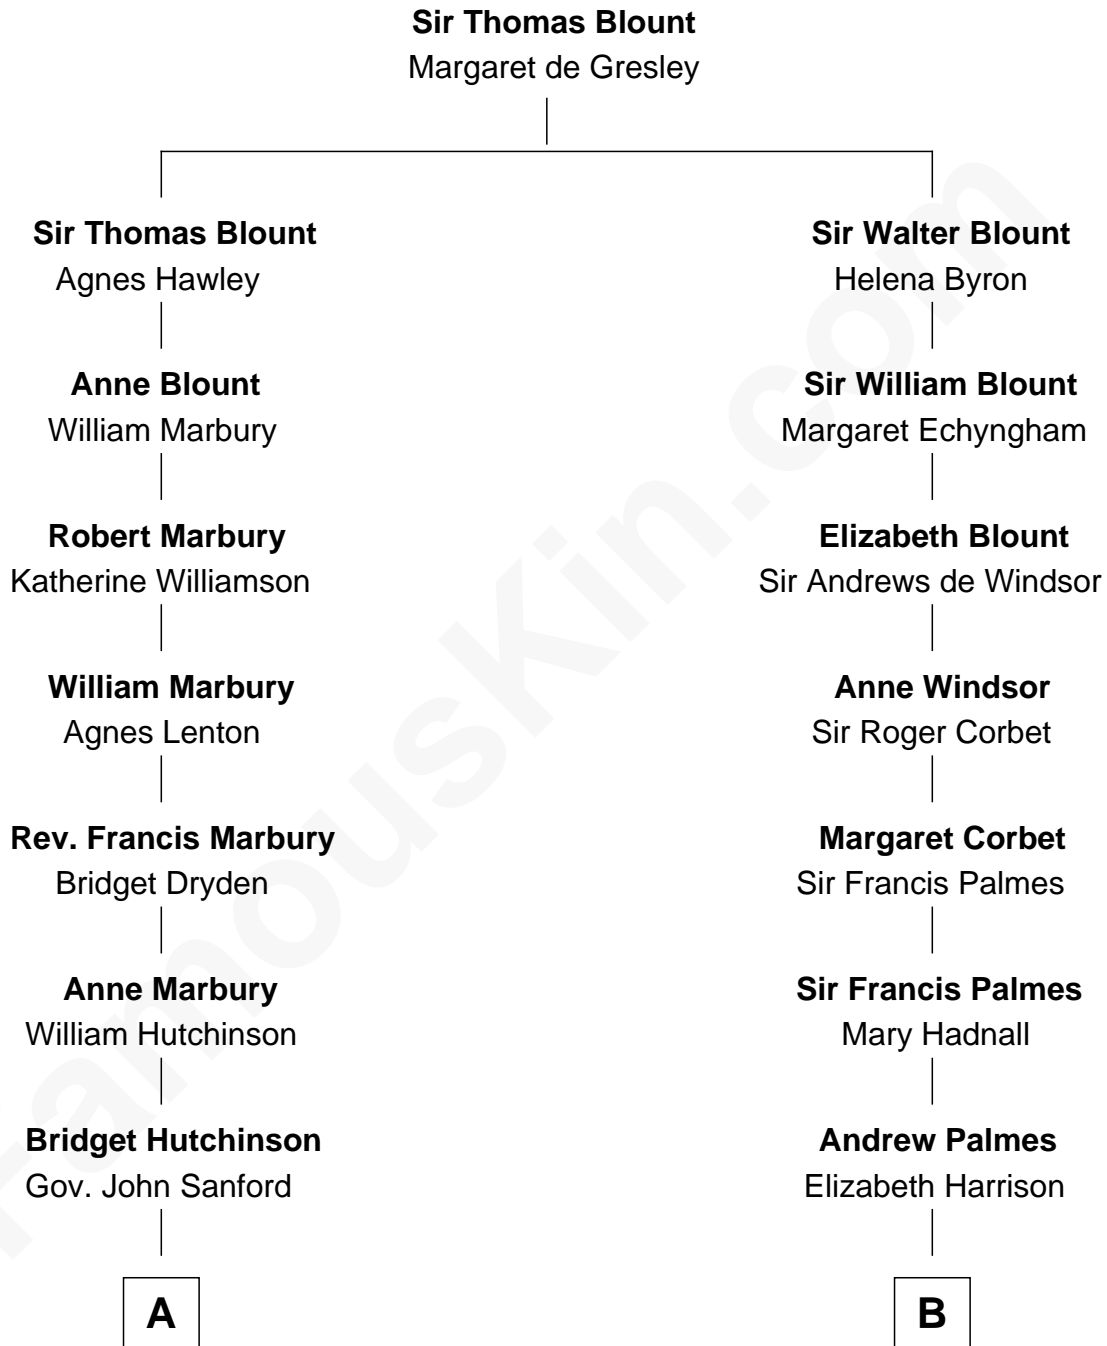 Sir Thomas Blount
Margaret de Gresley
Sir Thomas Blount
Agnes Hawley
Anne Blount
William Marbury
Robert Marbury
Katherine Williamson
William Marbury
Agnes Lenton
Rev. Francis Marbury
Bridget Dryden
Anne Marbury
William Hutchinson
Bridget Hutchinson
Gov. John Sanford
A
Sir Walter Blount
Helena Byron
Sir William Blount
Margaret Echyngham
Elizabeth Blount
Sir Andrews de Windsor
Anne Windsor
Sir Roger Corbet
Margaret Corbet
Sir Francis Palmes
Sir Francis Palmes
Mary Hadnall
Andrew Palmes
Elizabeth Harrison
B
FamousKin.com